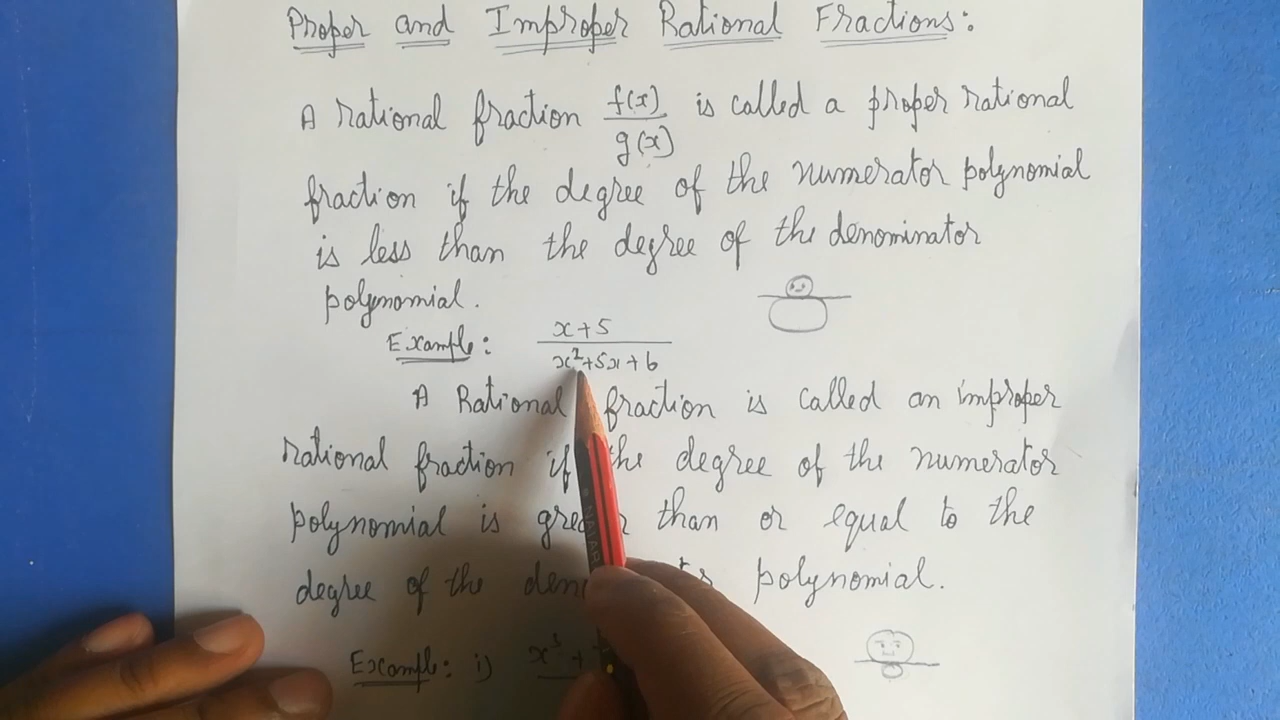 Proper and Improper Rational Fractions:
A rational fraction f(x)/g(x) is called a proper rational
fraction if the degree of the numerator polynomial
is less than the degree of the denominator
polynomial.
Example: x+5
x²+5x+6
A Rational fraction is called an improper
rational fraction if the degree of the numerator
polynomial is than or equal to the
degree of the polynomial.
Example: i) x³ +
NATAR